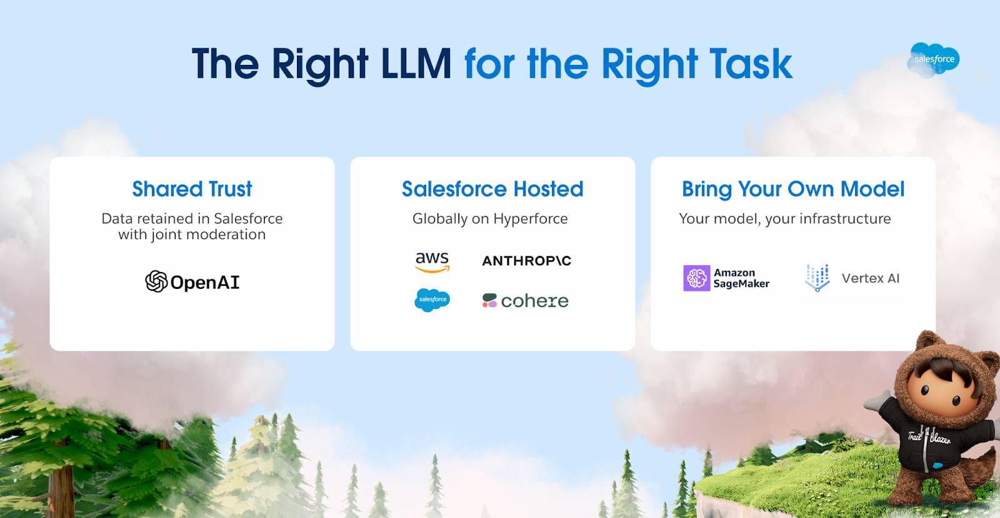 The Right LLM for the Right Task
salesforce
Shared Trust
Data retained in Salesforce
with joint moderation
OpenAI
Salesforce Hosted
Globally on Hyperforce
aws
ANTHROP\C
salesforce
cohere
Bring Your Own Model
Your model, your infrastructure
Amazon
SageMaker
Vertex AI
Trail blazer